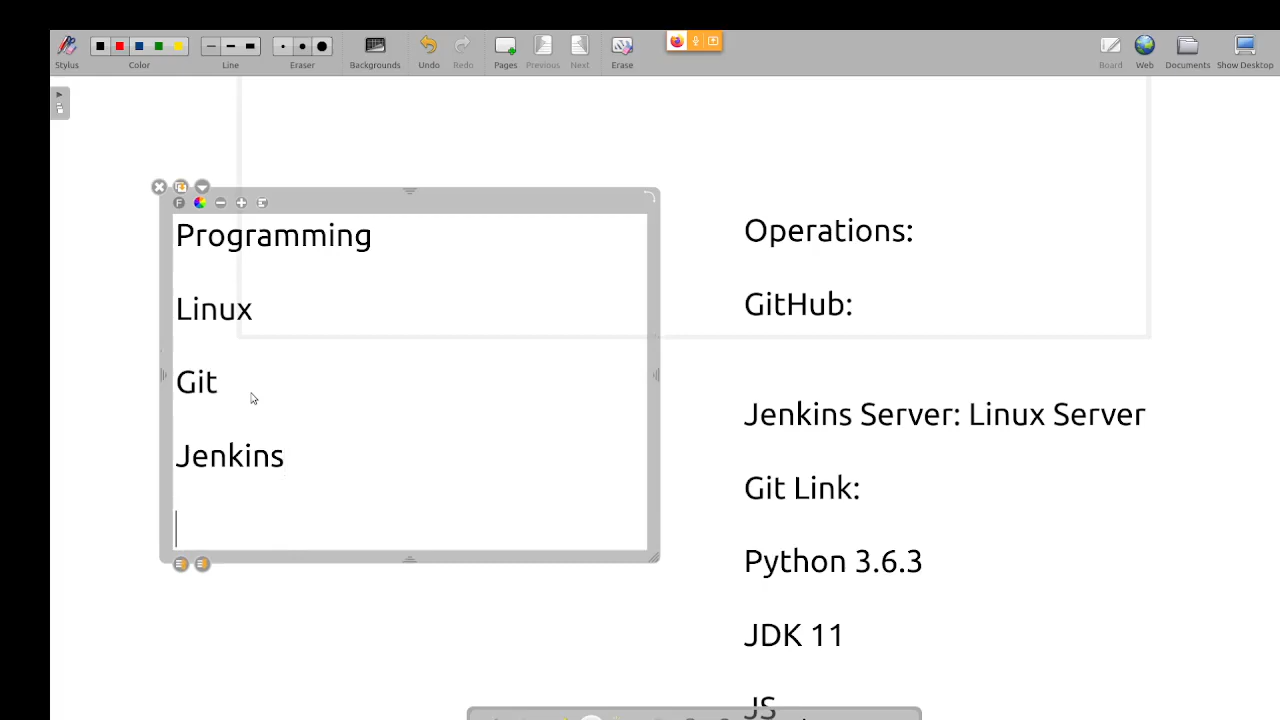 Stylus
Color
Line
Eraser
Backgrounds
Undo
Redo
Pages
Previous
Next
Erase
Board
Web
Documents
Show Desktop
Programming
Linux
Git
Jenkins
Operations:
GitHub:
Jenkins Server: Linux Server
Git Link:
Python 3.6.3
JDK 11
JS